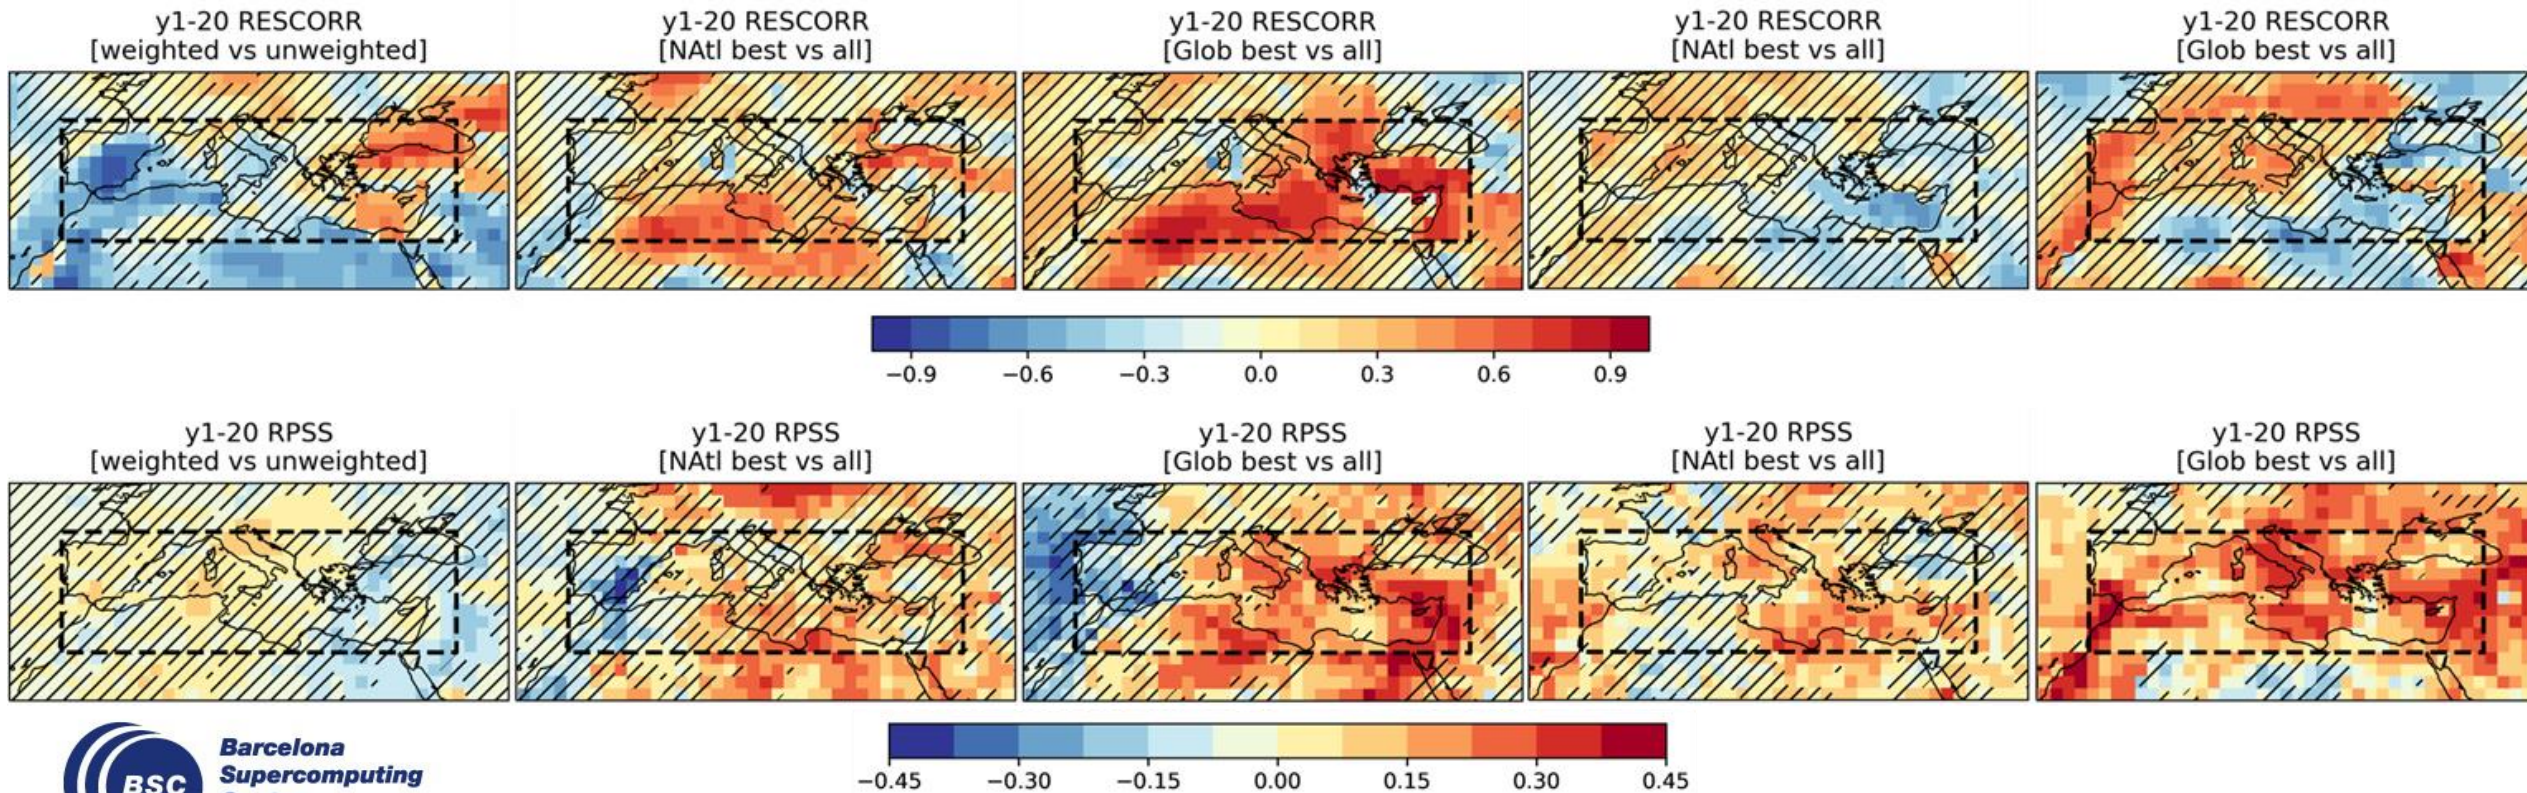 y1-20 RESCORR
[weighted vs unweighted]
y1-20 RESCORR
[NAtl best vs all]
y1-20 RESCORR
[Glob best vs all]
y1-20 RESCORR
[NAtl best vs all]
y1-20 RESCORR
[Glob best vs all]
−0.9 −0.6 −0.3 0.0 0.3 0.6 0.9
y1-20 RPSS
[weighted vs unweighted]
y1-20 RPSS
[NAtl best vs all]
y1-20 RPSS
[Glob best vs all]
y1-20 RPSS
[NAtl best vs all]
y1-20 RPSS
[Glob best vs all]
−0.45 −0.30 −0.15 0.00 0.15 0.30 0.45
BSC
Barcelona
Supercomputing